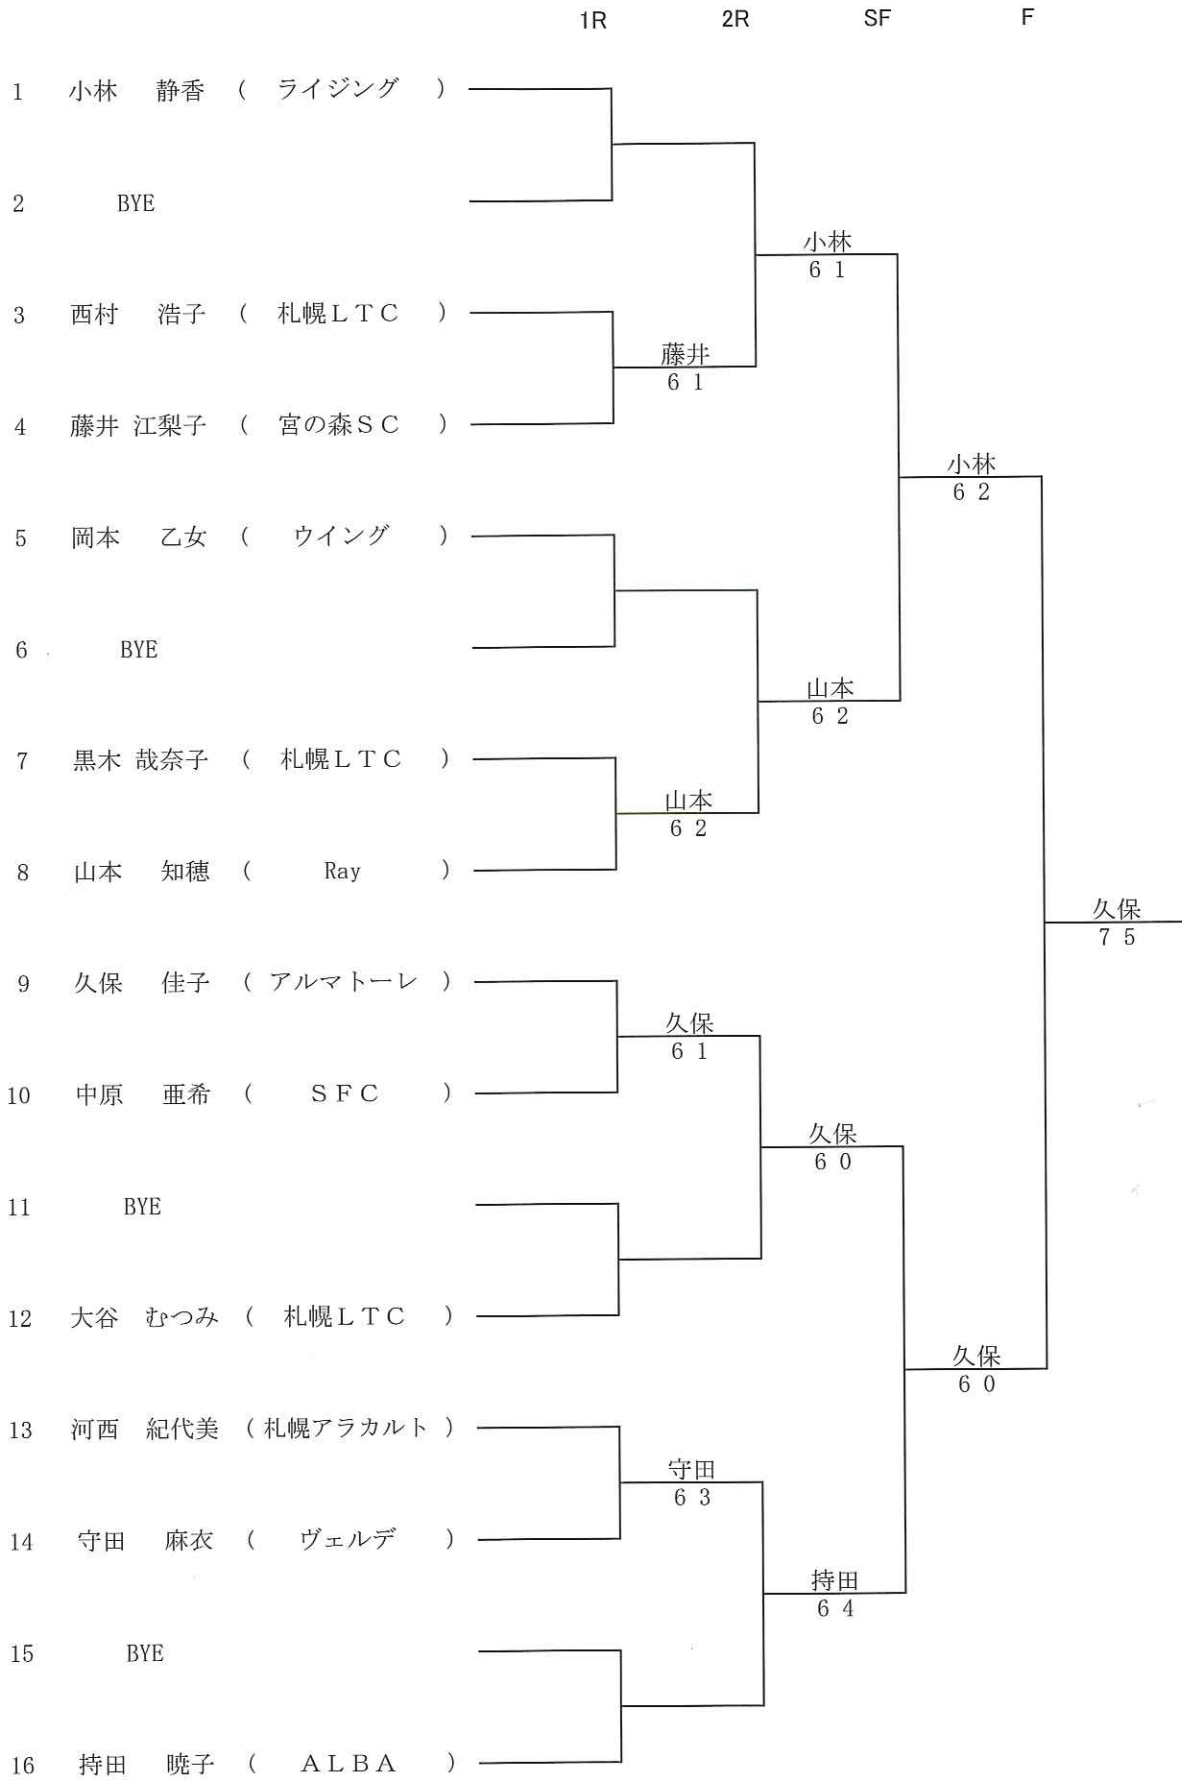 1R 2R SF F
1 小林 静香 ( ライジング )
2 BYE
小林
6 1
3 西村 浩子 ( 札幌LTC )
藤井
6 1
4 藤井 江梨子 ( 宮の森SC )
小林
6 2
5 岡本 乙女 ( ウイング )
6 BYE
山本
6 2
7 黒木 哉奈子 ( 札幌LTC )
山本
6 2
8 山本 知穂 ( Ray )
久保
7 5
9 久保 佳子 ( アルマトーレ )
久保
6 1
10 中原 亜希 ( SFC )
久保
6 0
11 BYE
12 大谷 むつみ ( 札幌LTC )
久保
6 0
13 河西 紀代美 ( 札幌アラカルト )
守田
6 3
14 守田 麻衣 ( ヴェルデ )
持田
6 4
15 BYE
16 持田 暁子 ( ALBA )